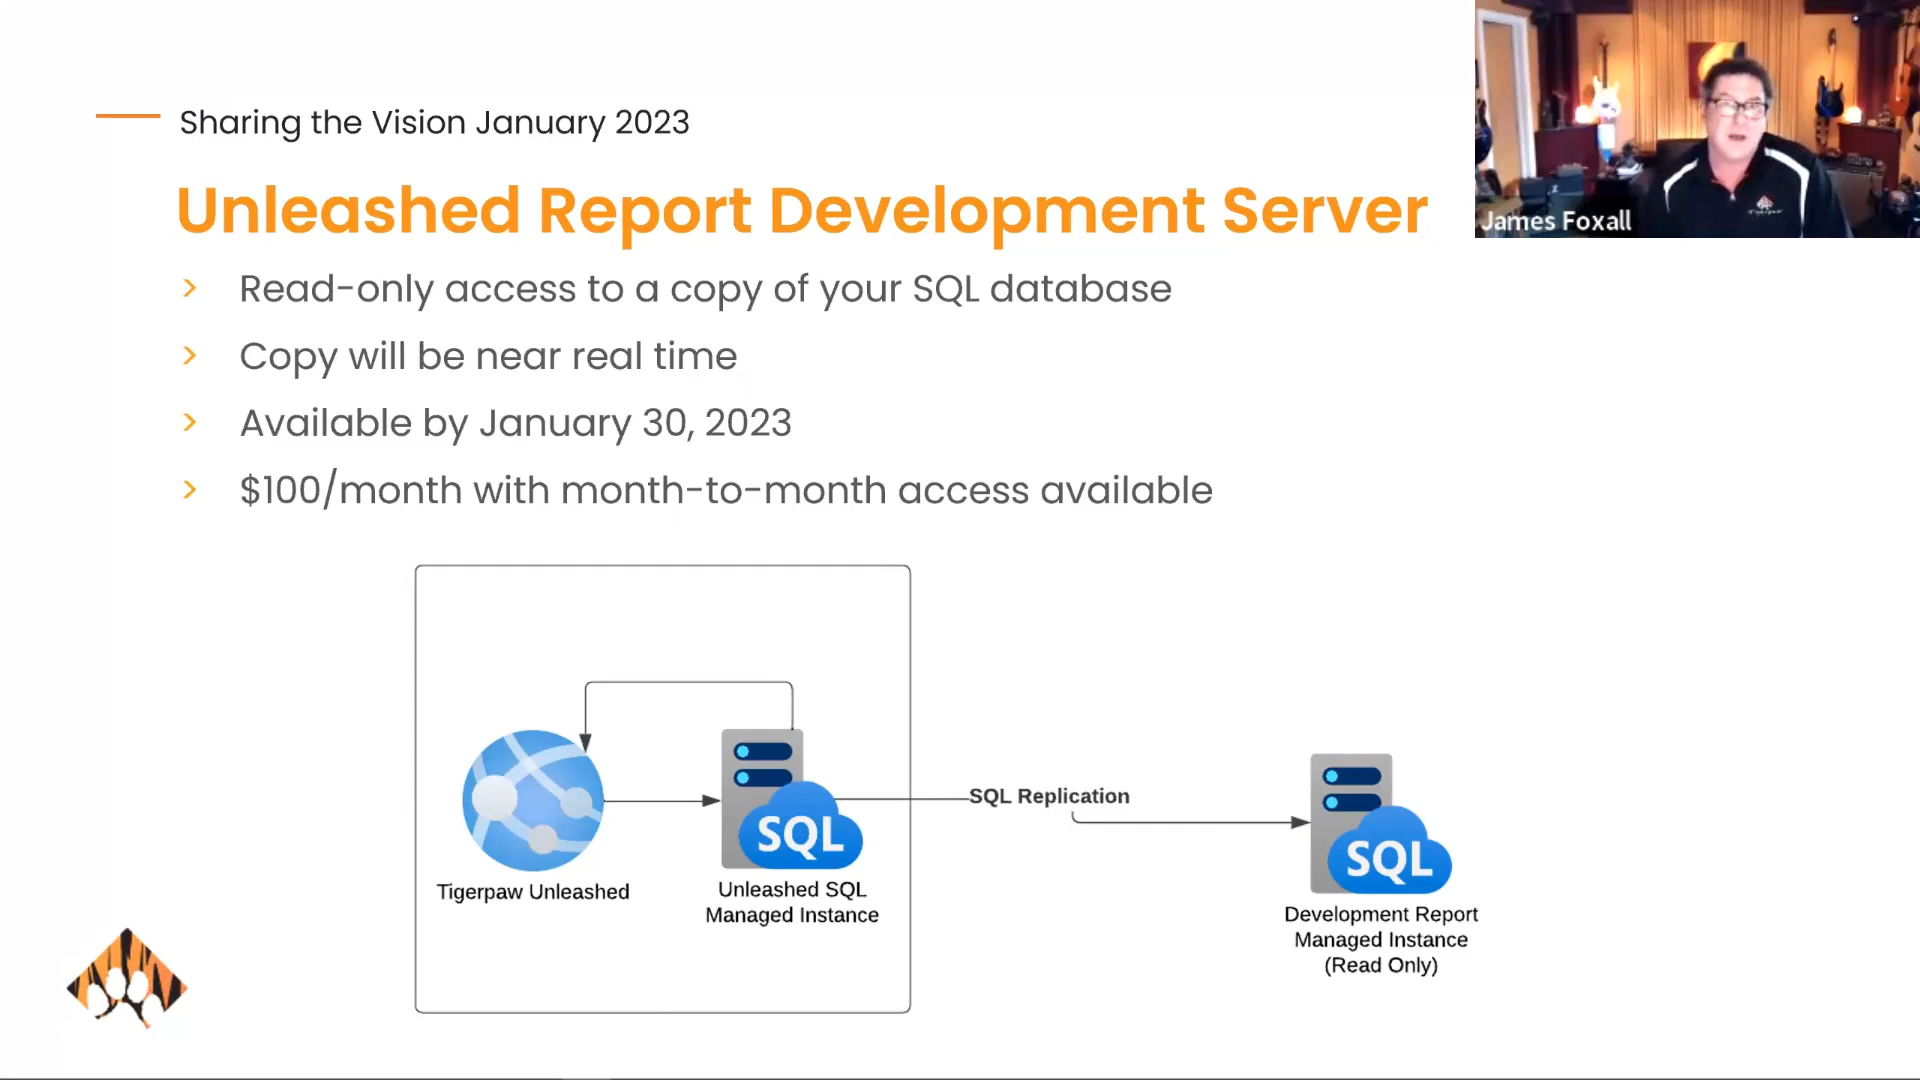 Sharing the Vision January 2023
James Foxall
Unleashed Report Development Server
Read-only access to a copy of your SQL database
Copy will be near real time
Available by January 30, 2023
$100/month with month-to-month access available
SQL Replication
SQL
SQL
Tigerpaw Unleashed
Unleashed SQL
Managed Instance
Development Report
Managed Instance
(Read Only)